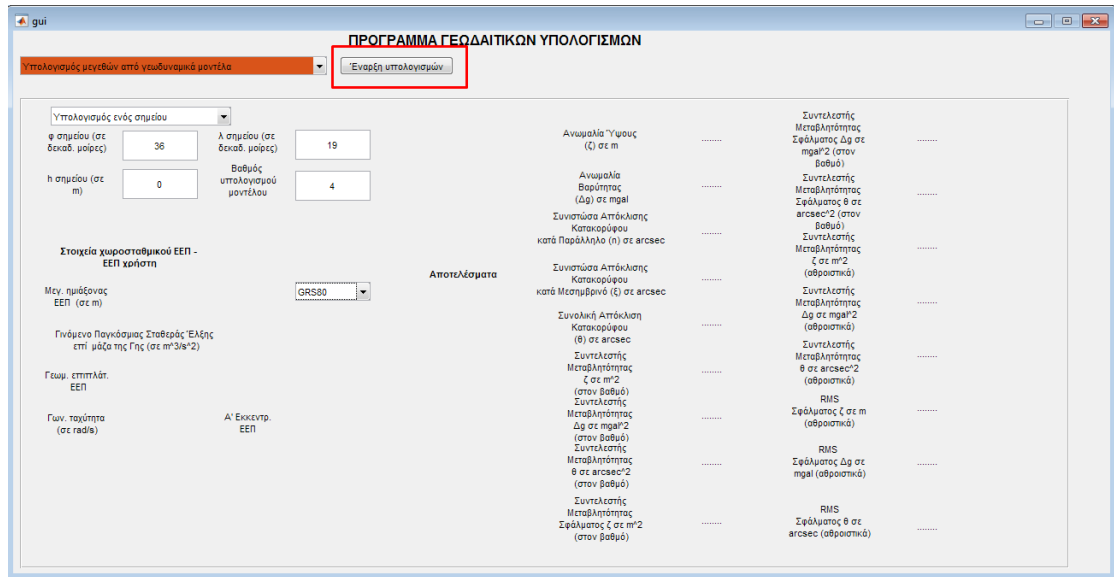 gui
ΠΡΟΓΡΑΜΜΑ ΓΕΩΔΑΙΤΙΚΩΝ ΥΠΟΛΟΓΙΣΜΩΝ
Υπολογισμός μεγεθών από γεωδυναμικά μοντέλα
Έναρξη υπολογισμών
Υπολογισμός ενός σημείου
φ σημείου (σε
δεκαδ. μοίρες)
36
λ σημείου (σε
δεκαδ. μοίρες)
19
h σημείου (σε
m)
0
Βαθμός
υπολογισμού
μοντέλου
4
Στοιχεία χωροσταθμικού ΕΕΠ -
ΕΕΠ χρήστη
Μεγ. ημιάξονας
ΕΕΠ (σε m)
GRS80
Γινόμενο Παγκόσμιας Σταθεράς Έλξης
επί μάζα της Γης (σε m^3/s^2)
Γεωμ. επιπλάτ.
ΕΕΠ
Γων. ταχύτητα
(σε rad/s)
Α' Εκκεντρ.
ΕΕΠ
Αποτελέσματα
Ανωμαλία Ύψους
(ζ) σε m
........
Ανωμαλία
Βαρύτητας
(Δg) σε mgal
........
Συνιστώσα Απόκλισης
Κατακορύφου
κατά Παράλληλο (n) σε arcsec
........
Συνιστώσα Απόκλισης
Κατακορύφου
κατά Μεσημβρινό (ξ) σε arcsec
........
Συνολική Απόκλιση
Κατακορύφου
(θ) σε arcsec
........
Συντελεστής
Μεταβλητότητας
ζ σε m^2
(στον βαθμό)
........
Συντελεστής
Μεταβλητότητας
Δg σε mgal^2
(στον βαθμό)
........
Συντελεστής
Μεταβλητότητας
θ σε arcsec^2
(στον βαθμό)
........
Συντελεστής
Μεταβλητότητας
Σφάλματος ζ σε m^2
(στον βαθμό)
........
Συντελεστής
Μεταβλητότητας
Σφάλματος Δg σε
mgal^2 (στον
βαθμό)
........
Συντελεστής
Μεταβλητότητας
Σφάλματος θ σε
arcsec^2 (στον
βαθμό)
........
Συντελεστής
Μεταβλητότητας
ζ σε m^2
(αθροιστικά)
........
Συντελεστής
Μεταβλητότητας
Δg σε mgal^2
(αθροιστικά)
........
Συντελεστής
Μεταβλητότητας
θ σε arcsec^2
(αθροιστικά)
........
RMS
Σφάλματος ζ σε m
(αθροιστικά)
........
RMS
Σφάλματος Δg σε
mgal (αθροιστικά)
........
RMS
Σφάλματος θ σε
arcsec (αθροιστικά)
........